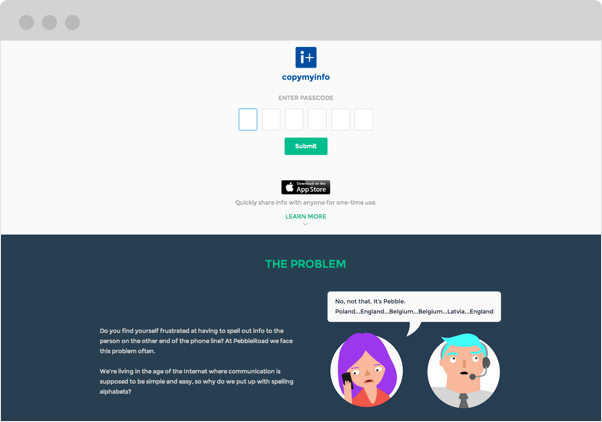 i+
copymyinfo
ENTER PASSCODE
Submit
Download on the
App Store
Quickly share info with anyone for one-time use.
LEARN MORE
THE PROBLEM
No, not that. It's Pebble.
Poland...England...Belgium...Belgium...Latvia...England
Do you find yourself frustrated at having to spell out info to the
person on the other end of the phone line? At PebbleRoad we face
this problem often.
We're living in the age of the Internet where communication is
supposed to be simple and easy, so why do we put up with spelling
alphabets?